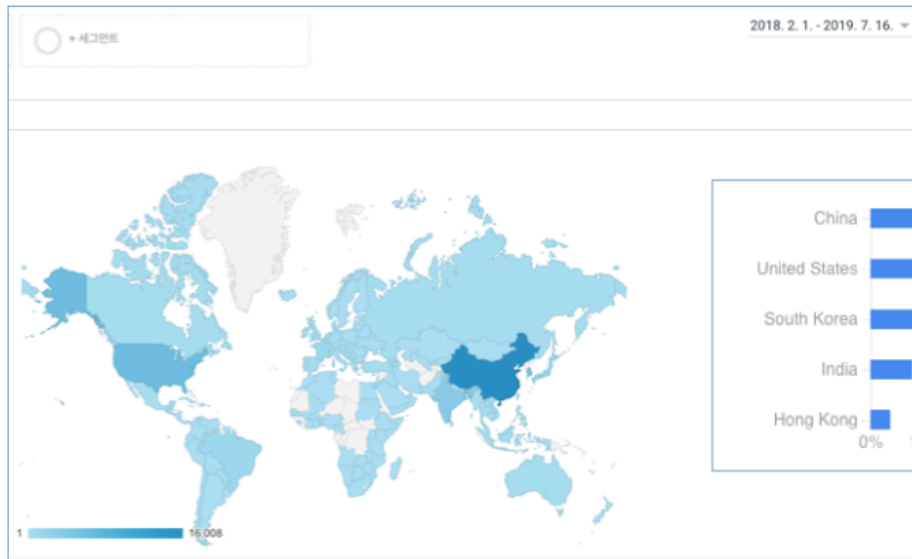 + 세그먼트
2018. 2. 1. - 2019. 7. 16.
China
United States
South Korea
India
Hong Kong
0%
1 16,008